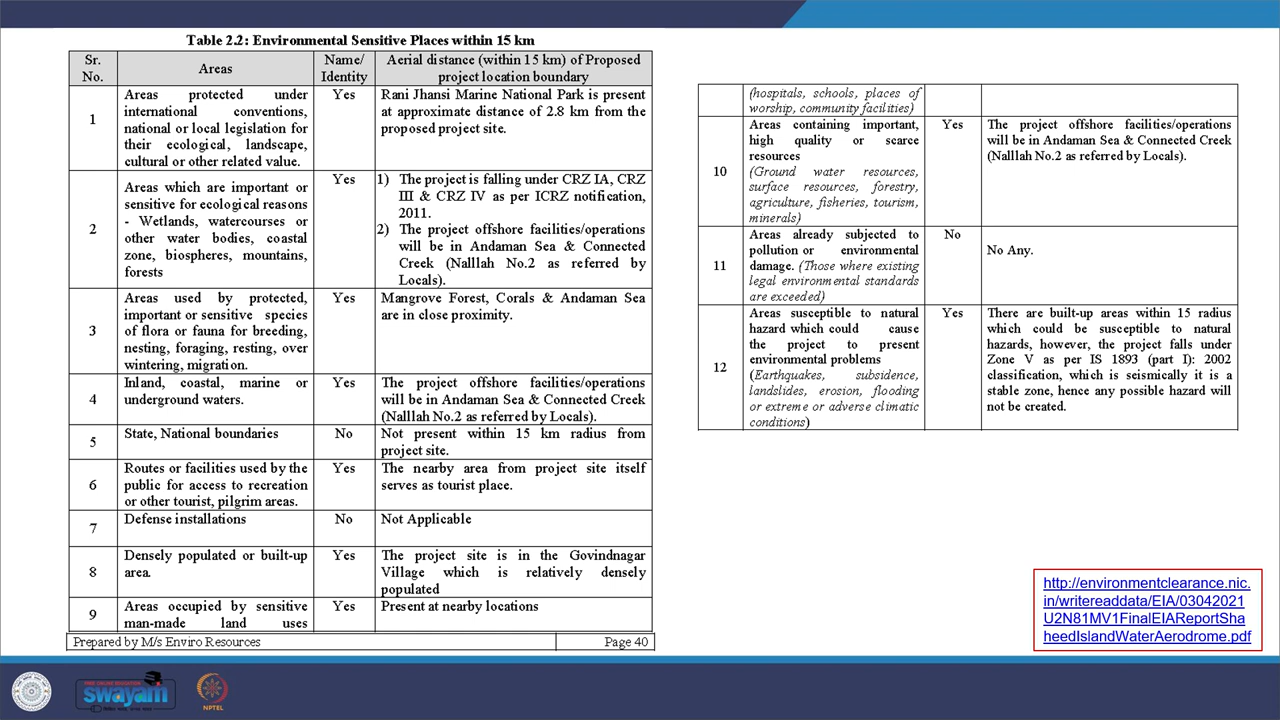 Table 2.2: Environmental Sensitive Places within 15 km
Sr. No. Areas Name/ Identity Aerial distance (within 15 km) of Proposed project location boundary
1
Areas protected under
international conventions,
national or local legislation for
their ecological, landscape,
cultural or other related value.
Yes
Rani Jhansi Marine National Park is present
at approximate distance of 2.8 km from the
proposed project site.
2
Areas which are important or
sensitive for ecological reasons
- Wetlands, watercourses or
other water bodies, coastal
zone, biospheres, mountains,
forests
Yes
1) The project is falling under CRZ IA, CRZ
III & CRZ IV as per ICRZ notification,
2011.
2) The project offshore facilities/operations
will be in Andaman Sea & Connected
Creek (Nalllah No.2 as referred by
Locals).
3
Areas used by protected,
important or sensitive species
of flora or fauna for breeding,
nesting, foraging, resting, over
wintering, migration.
Yes
Mangrove Forest, Corals & Andaman Sea
are in close proximity.
4
Inland, coastal, marine or
underground waters.
Yes
The project offshore facilities/operations
will be in Andaman Sea & Connected Creek
(Nalllah No.2 as referred by Locals).
5
State, National boundaries
No
Not present within 15 km radius from
project site.
6
Routes or facilities used by the
public for access to recreation
or other tourist, pilgrim areas.
Yes
The nearby area from project site itself
serves as tourist place.
7
Defense installations
No
Not Applicable
8
Densely populated or built-up
area.
Yes
The project site is in the Govindnagar
Village which is relatively densely
populated
9
Areas occupied by sensitive
man-made land uses
Yes
Present at nearby locations
Prepared by M/s Enviro Resources Page 40
(hospitals, schools, places of
worship, community facilities)
10
Areas containing important,
high quality or scarce
resources
(Ground water resources,
surface resources, forestry,
agriculture, fisheries, tourism,
minerals)
Yes
The project offshore facilities/operations
will be in Andaman Sea & Connected Creek
(Nalllah No.2 as referred by Locals).
11
Areas already subjected to
pollution or environmental
damage. (Those where existing
legal environmental standards
are exceeded)
No
No Any.
12
Areas susceptible to natural
hazard which could cause
the project to present
environmental problems
(Earthquakes, subsidence,
landslides, erosion, flooding
or extreme or adverse climatic
conditions)
Yes
There are built-up areas within 15 radius
which could be susceptible to natural
hazards, however, the project falls under
Zone V as per IS 1893 (part I): 2002
classification, which is seismically it is a
stable zone, hence any possible hazard will
not be created.
http://environmentclearance.nic.
in/writereaddata/EIA/03042021
U2N81MV1FinalEIAReportSha
heedIslandWaterAerodrome.pdf
swayam
NPTEL